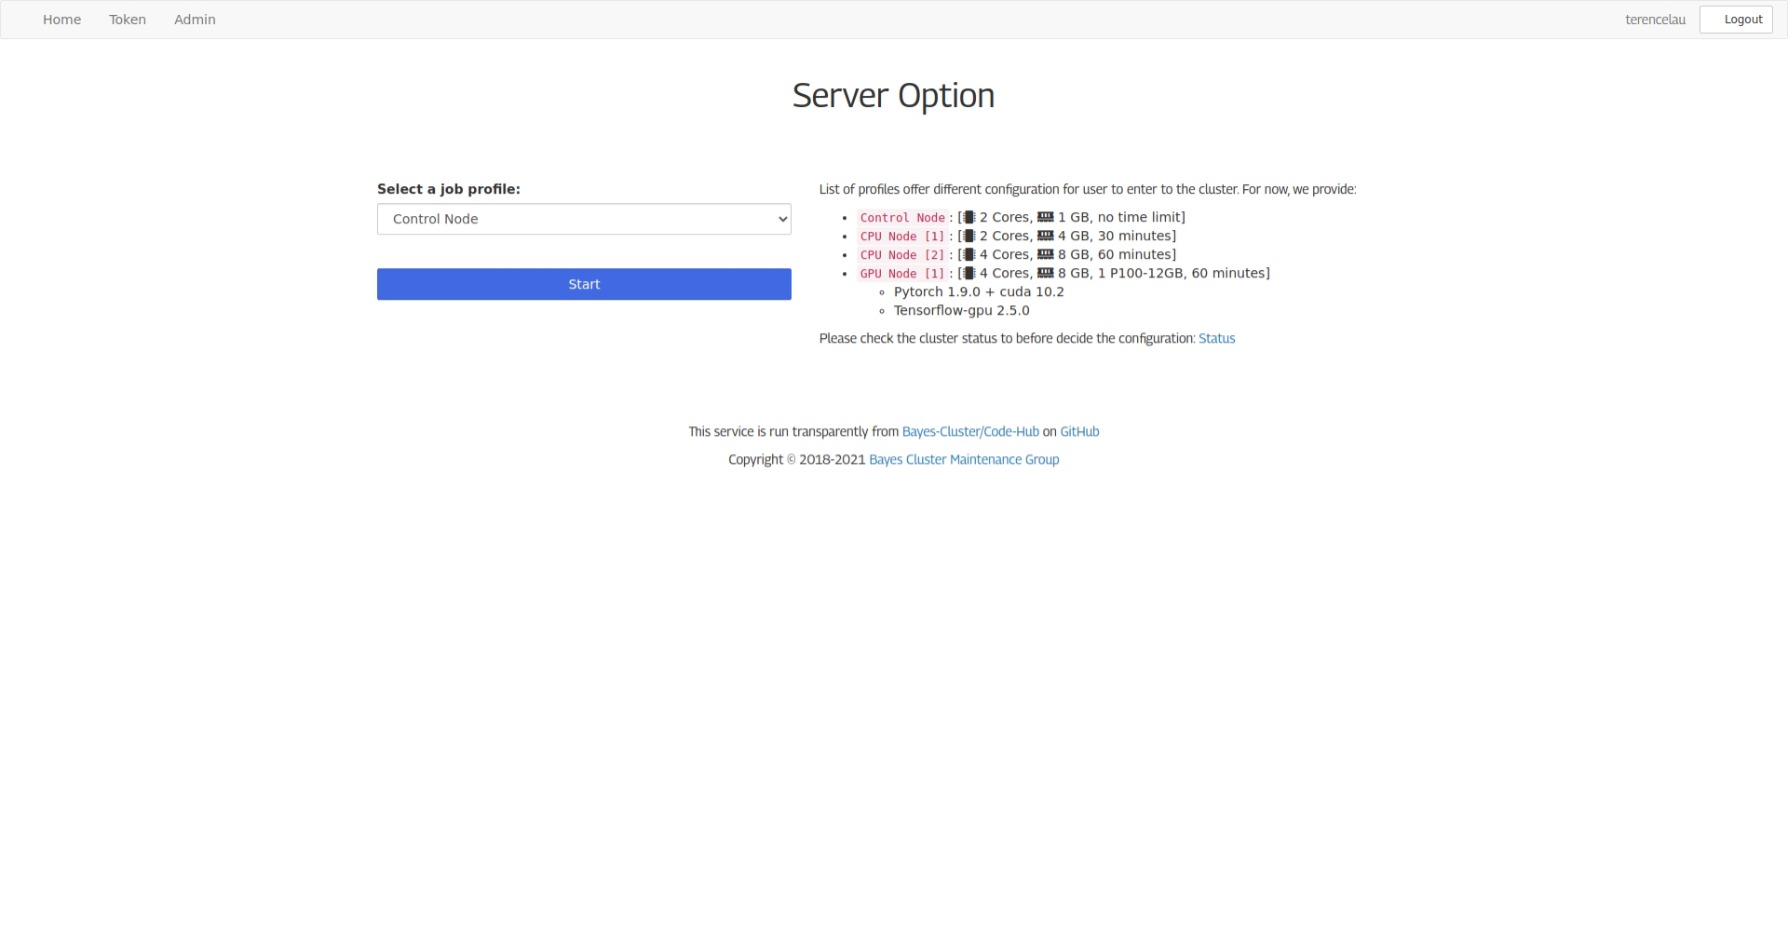 Home Token Admin terencelau Logout
Server Option
Select a job profile:
Control Node
Start
List of profiles offer different configuration for user to enter to the cluster. For now, we provide:
Control Node: [2 Cores, 1 GB, no time limit]
CPU Node [1]: [2 Cores, 4 GB, 30 minutes]
CPU Node [2]: [4 Cores, 8 GB, 60 minutes]
GPU Node [1]: [4 Cores, 8 GB, 1 P100-12GB, 60 minutes]
Pytorch 1.9.0 + cuda 10.2
Tensorflow-gpu 2.5.0
Please check the cluster status to before decide the configuration: Status
This service is run transparently from Bayes-Cluster/Code-Hub on GitHub
Copyright © 2018-2021 Bayes Cluster Maintenance Group